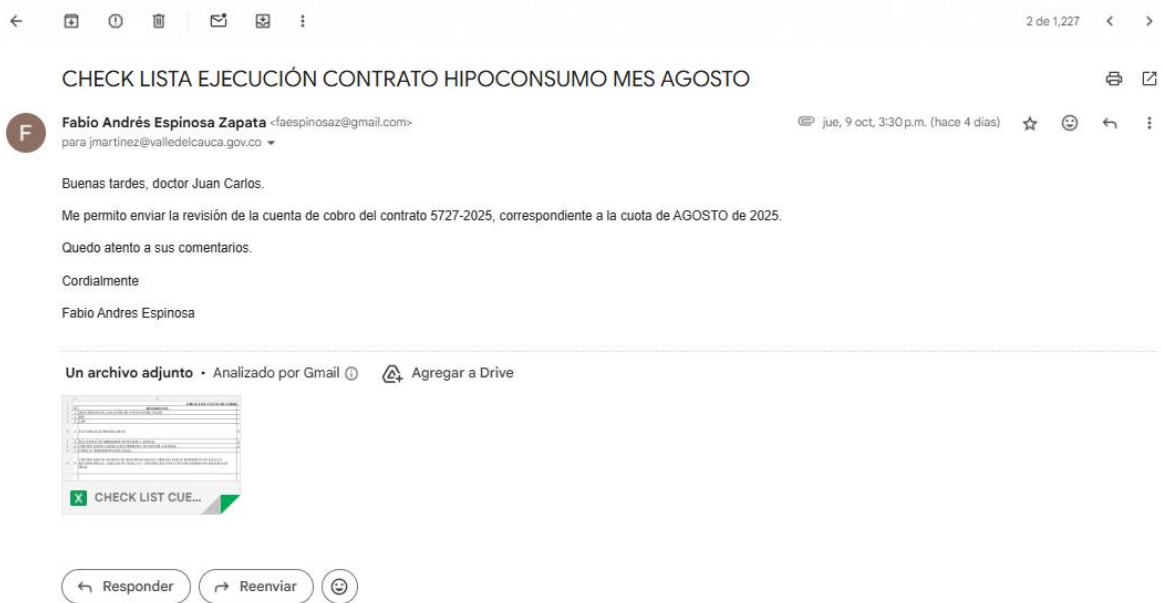 2 de 1,227
CHECK LISTA EJECUCIÓN CONTRATO HIPOCONSUMO MES AGOSTO
F
Fabio Andrés Espinosa Zapata <faespinosaz@gmail.com>
jue, 9 oct, 3:30 p.m. (hace 4 días)
para jmartinez@valledelcauca.gov.co
Buenas tardes, doctor Juan Carlos.
Me permito enviar la revisión de la cuenta de cobro del contrato 5727-2025, correspondiente a la cuota de AGOSTO de 2025.
Quedo atento a sus comentarios.
Cordialmente
Fabio Andres Espinosa
Un archivo adjunto • Analizado por Gmail
Agregar a Drive
X CHECK LIST CUE...
Responder
Reenviar